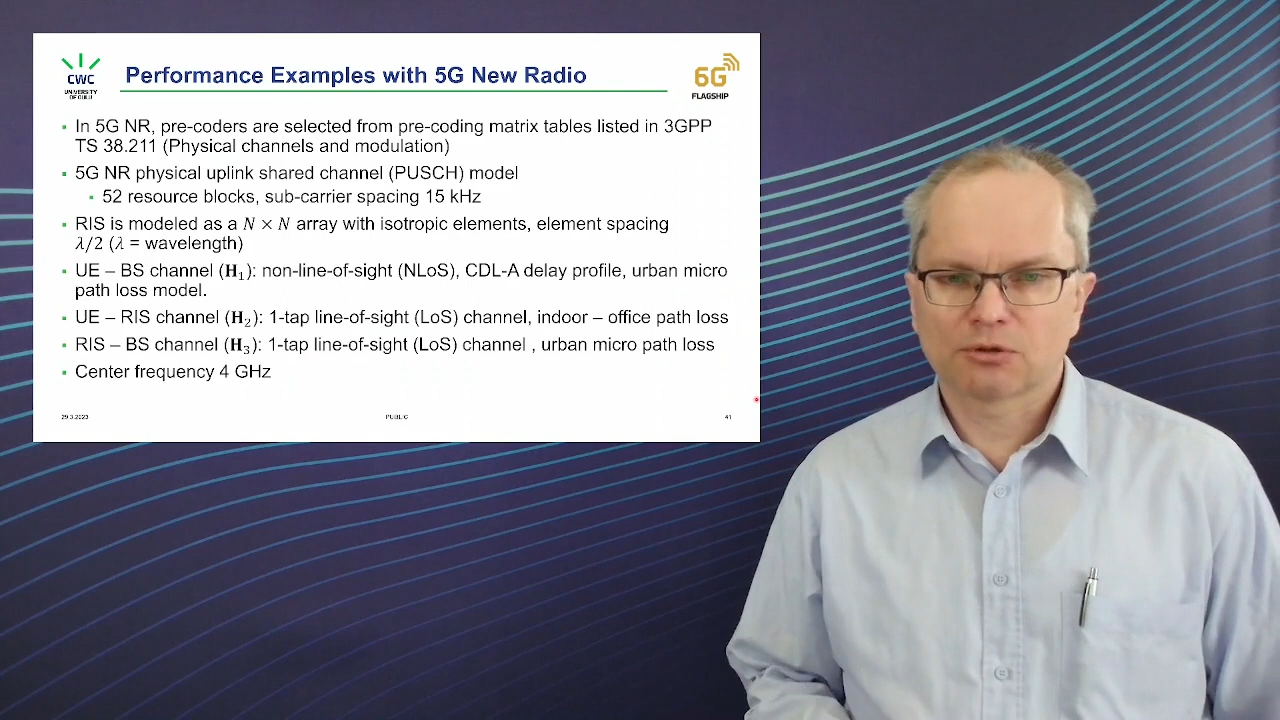 CWC
UNIVERSITY
OF OULU
Performance Examples with 5G New Radio
6G
FLAGSHIP
▪ In 5G NR, pre-coders are selected from pre-coding matrix tables listed in 3GPP
TS 38.211 (Physical channels and modulation)
▪ 5G NR physical uplink shared channel (PUSCH) model
▪ 52 resource blocks, sub-carrier spacing 15 kHz
▪ RIS is modeled as a N × N array with isotropic elements, element spacing
λ/2 (λ = wavelength)
▪ UE – BS channel (H₁): non-line-of-sight (NLoS), CDL-A delay profile, urban micro
path loss model.
▪ UE – RIS channel (H₂): 1-tap line-of-sight (LoS) channel, indoor – office path loss
▪ RIS – BS channel (H₃): 1-tap line-of-sight (LoS) channel , urban micro path loss
▪ Center frequency 4 GHz
29.3.2023 PUBLIC 41